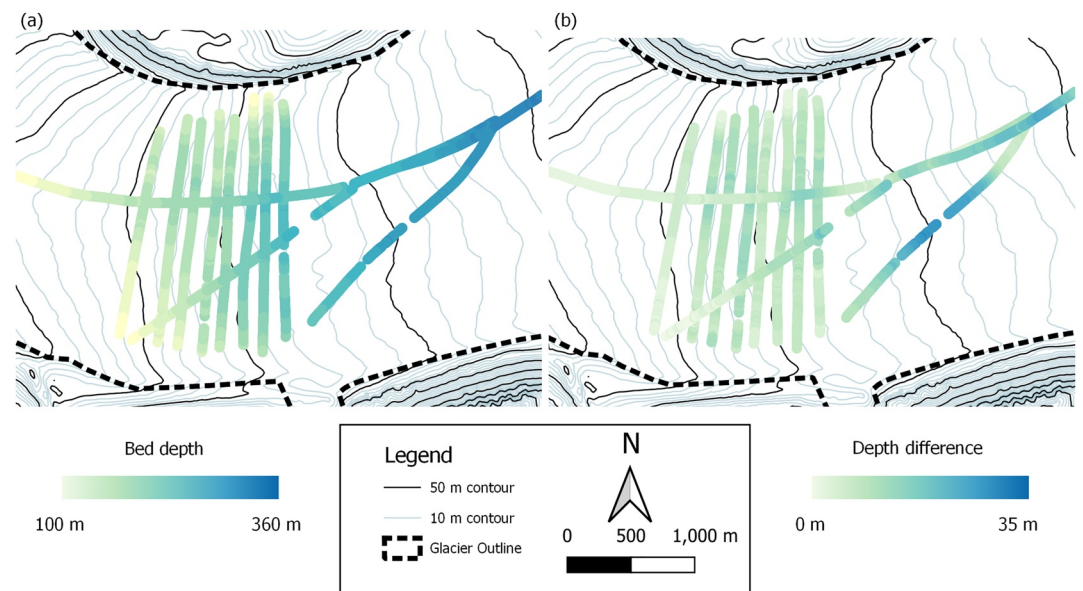 (a)
(b)
Bed depth
100 m
360 m
Legend
50 m contour
10 m contour
Glacier Outline
N
0
500
1,000 m
Depth difference
0 m
35 m